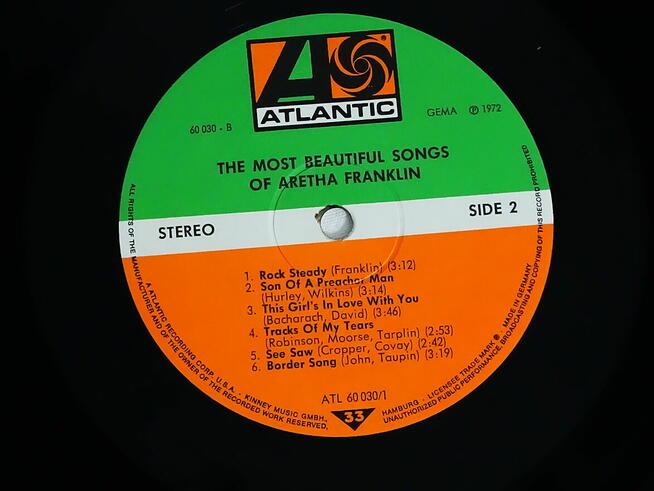 ATLANTIC
60 030 - B
GEMA ℗ 1972
THE MOST BEAUTIFUL SONGS
OF ARETHA FRANKLIN
STEREO
SIDE 2
1. Rock Steady (Franklin) (3:12)
2. Son Of A Preacher Man
(Hurley, Wilkins) (3:14)
3. This Girl's In Love With You
(Bacharach, David) (3:46)
4. Tracks Of My Tears
(Robinson, Moorse, Tarplin) (2:53)
5. See Saw (Cropper, Covay) (2:42)
6. Border Song (John, Taupin) (3:19)
ATL 60 030/1
33
ALL RIGHTS OF THE MANUFACTURER AND OF THE OWNER OF THE RECORDED WORK RESERVED.
A ATLANTIC RECORDING CORP. U.S.A. - KINNEY MUSIC GMBH.,
HAMBURG - LICENSEE TRADE MARK ® - MADE IN GERMANY
UNAUTHORIZED PUBLIC PERFORMANCE, BROADCASTING AND COPYING OF THIS RECORD PROHIBITED